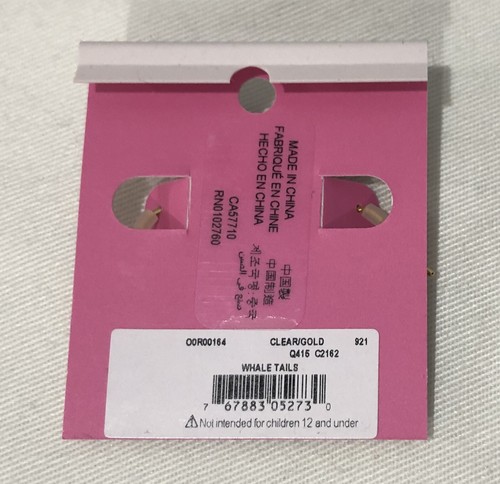 MADE IN CHINA
FABRIQUÉ EN CHINE
HECHO EN CHINA
CA57710
RN0102760
中国製
中国制造
제조국명:중국
صنع في الصين
O0R00164 CLEAR/GOLD 921
Q415 C2162
WHALE TAILS
7 67883 05273 0
Not intended for children 12 and under